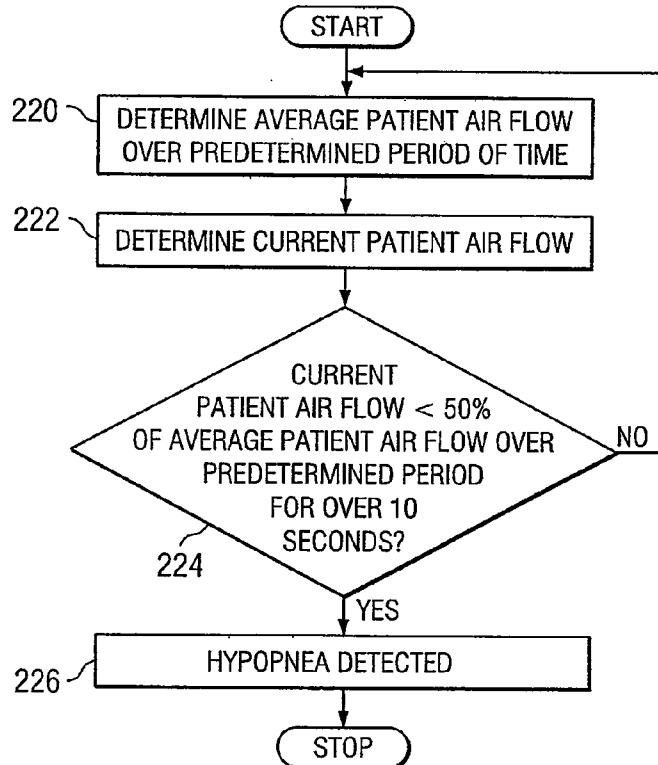 START
220
DETERMINE AVERAGE PATIENT AIR FLOW
OVER PREDETERMINED PERIOD OF TIME
222
DETERMINE CURRENT PATIENT AIR FLOW
CURRENT
PATIENT AIR FLOW < 50%
OF AVERAGE PATIENT AIR FLOW OVER
PREDETERMINED PERIOD
FOR OVER 10
SECONDS?
NO
224
YES
226
HYPOPNEA DETECTED
STOP